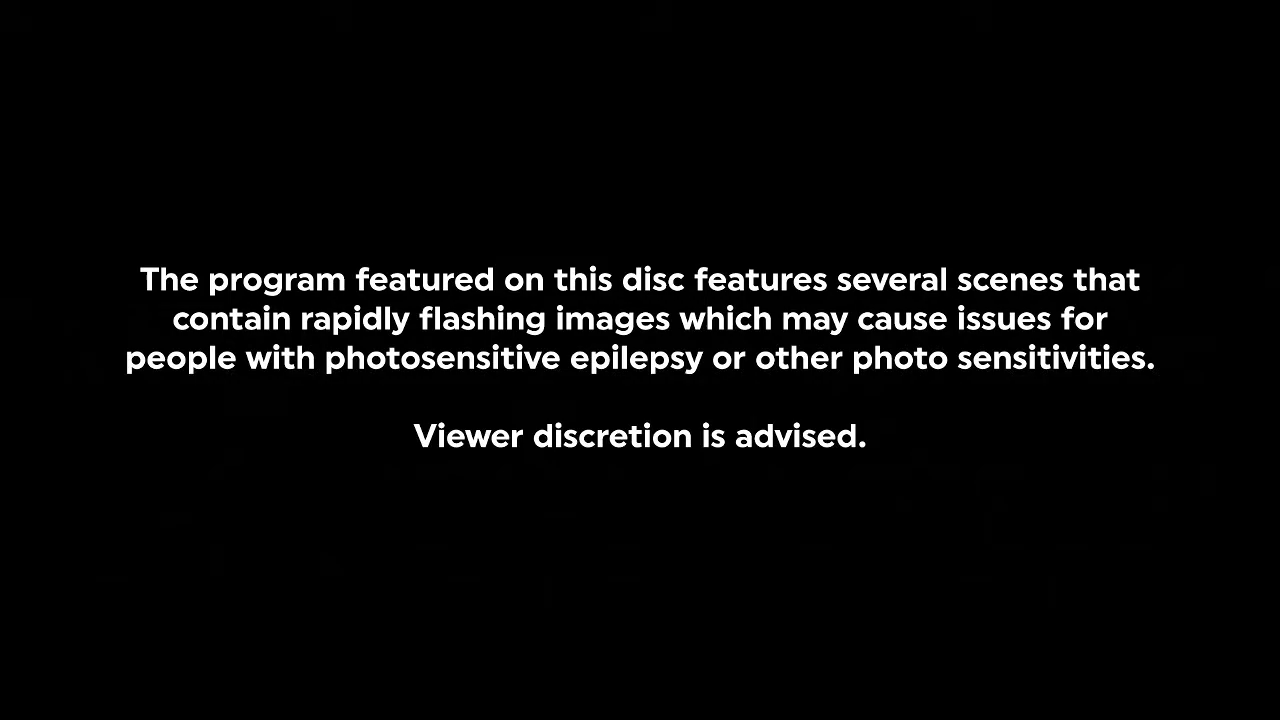 The program featured on this disc features several scenes that
contain rapidly flashing images which may cause issues for
people with photosensitive epilepsy or other photo sensitivities.
Viewer discretion is advised.